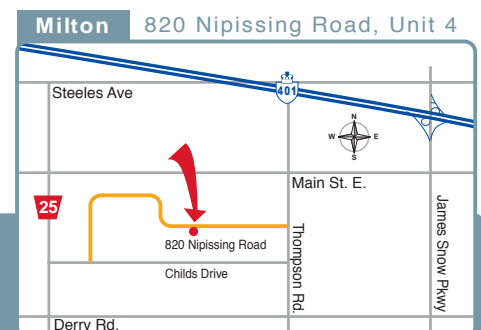 Milton 820 Nipissing Road, Unit 4
Steeles Ave
401
N
W E
S
Main St. E.
25
James Snow Pkwy
Thompson Rd.
820 Nipissing Road
Childs Drive
Derry Rd.